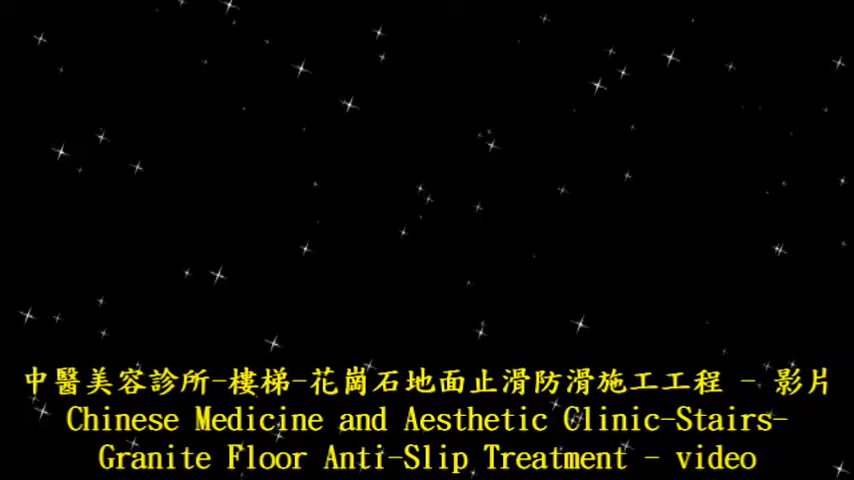 中醫美容診所-樓梯-花崗石地面止滑防滑施工工程 - 影片
Chinese Medicine and Aesthetic Clinic-Stairs-
Granite Floor Anti-Slip Treatment - video